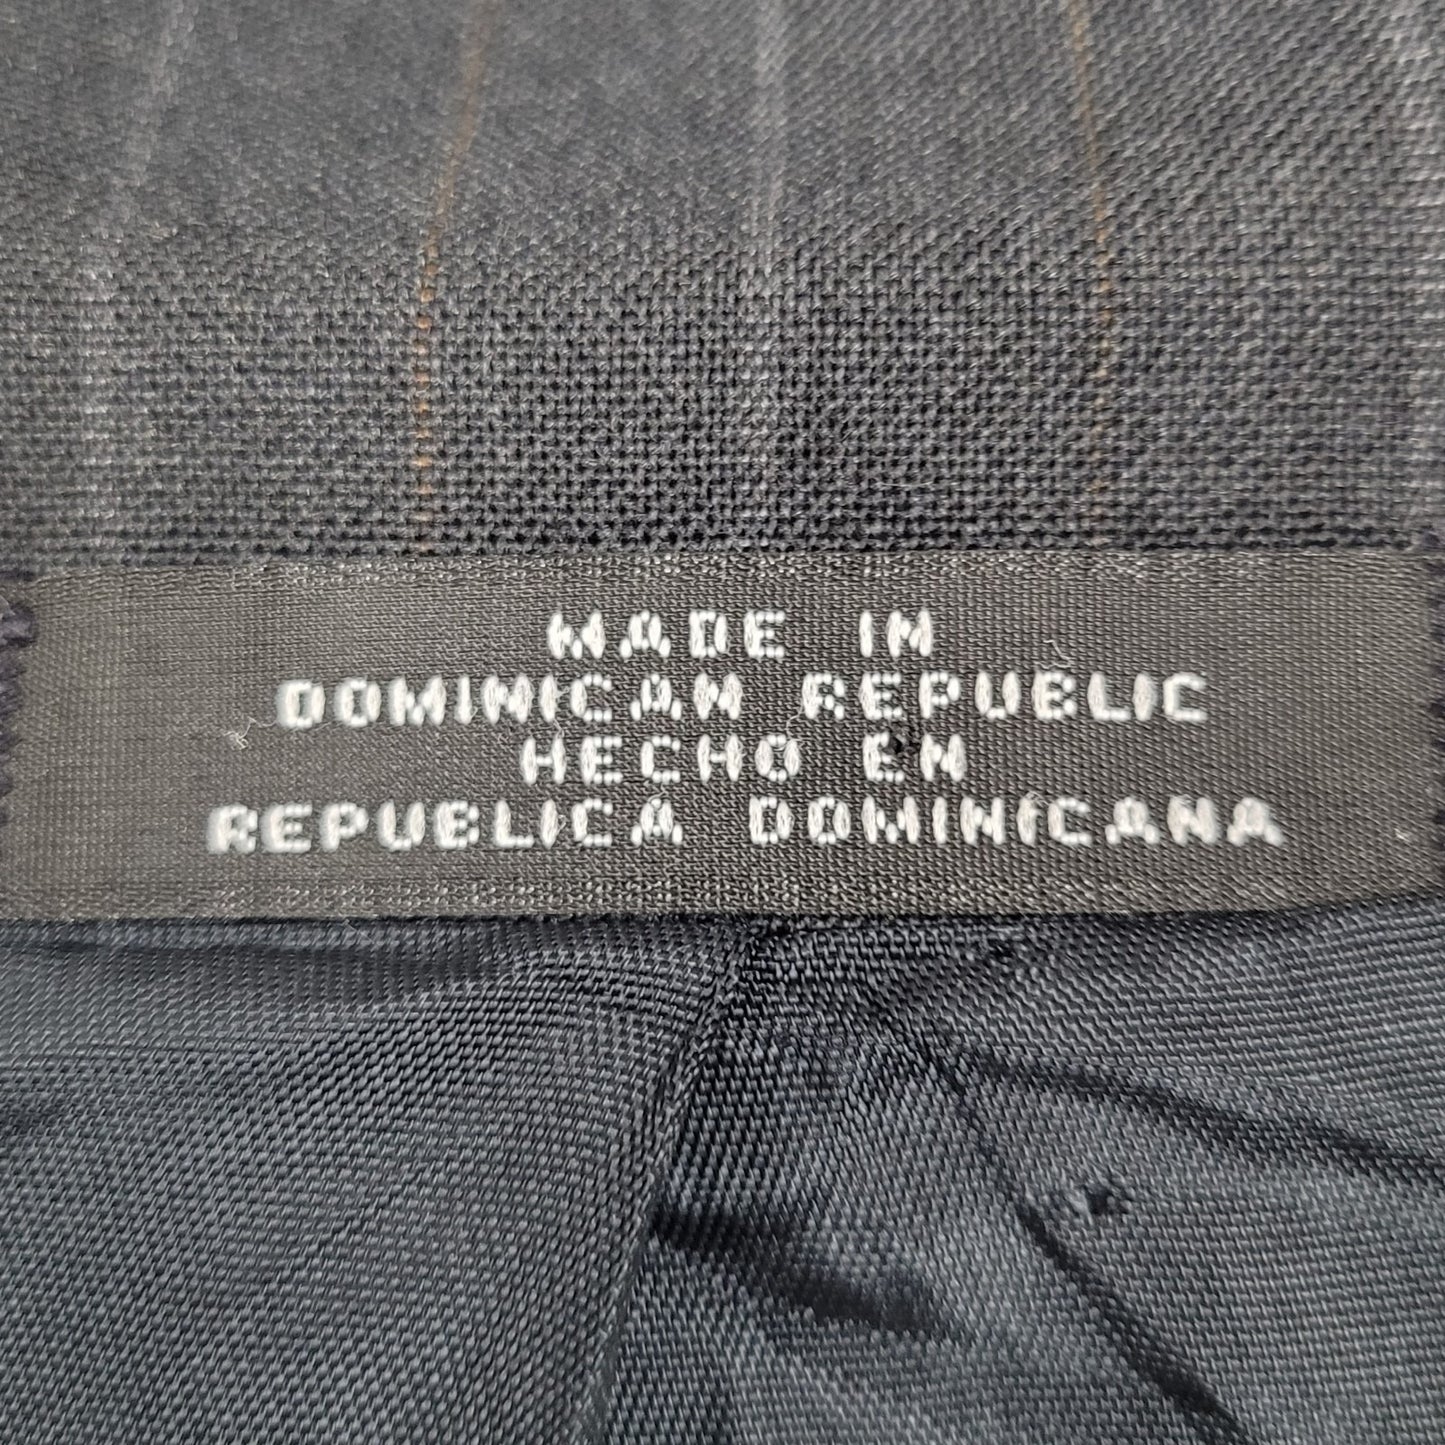 MADE IN
DOMINICAN REPUBLIC
HECHO EN
REPUBLICA DOMINICANA